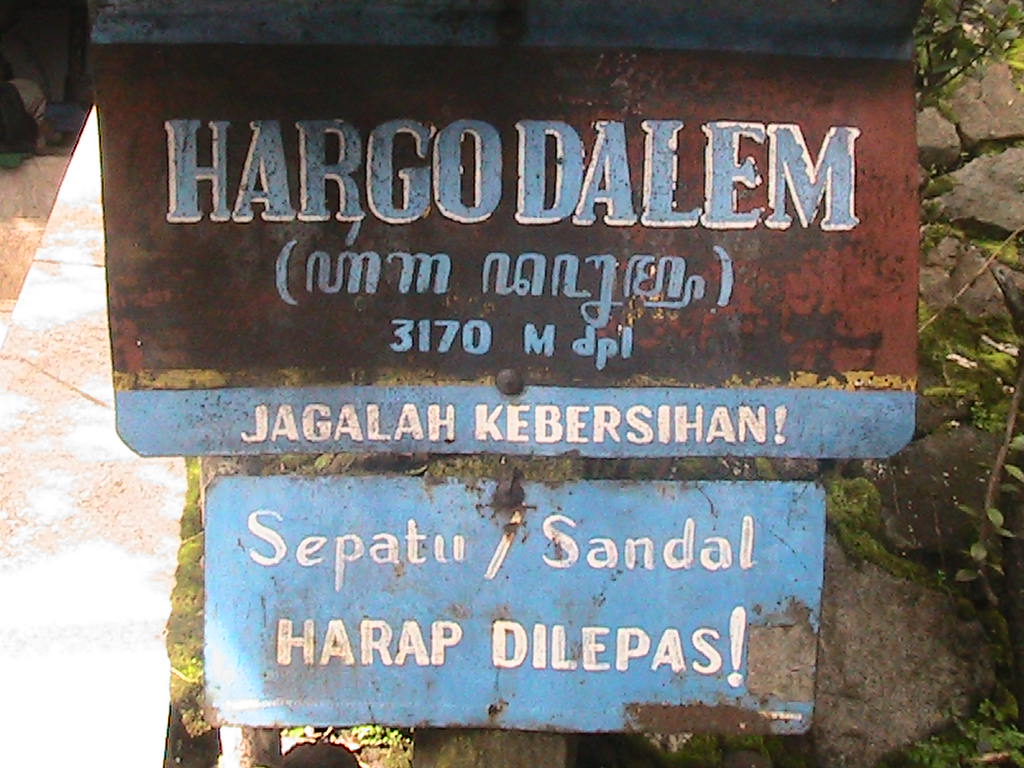 HARGO DALEM
(ꦲꦂꦒ
3170 M dpl
JAGALAH KEBERSIHAN!
Sepatu / Sandal
HARAP DILEPAS!